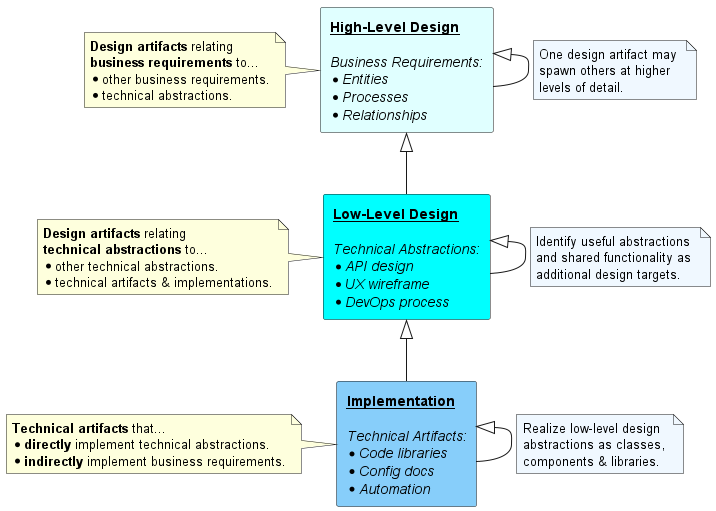 High-Level Design
Business Requirements:
• Entities
• Processes
• Relationships
Design artifacts relating
business requirements to...
• other business requirements.
• technical abstractions.
One design artifact may
spawn others at higher
levels of detail.
Low-Level Design
Technical Abstractions:
• API design
• UX wireframe
• DevOps process
Design artifacts relating
technical abstractions to...
• other technical abstractions.
• technical artifacts & implementations.
Identify useful abstractions
and shared functionality as
additional design targets.
Implementation
Technical Artifacts:
• Code libraries
• Config docs
• Automation
Technical artifacts that...
• directly implement technical abstractions.
• indirectly implement business requirements.
Realize low-level design
abstractions as classes,
components & libraries.